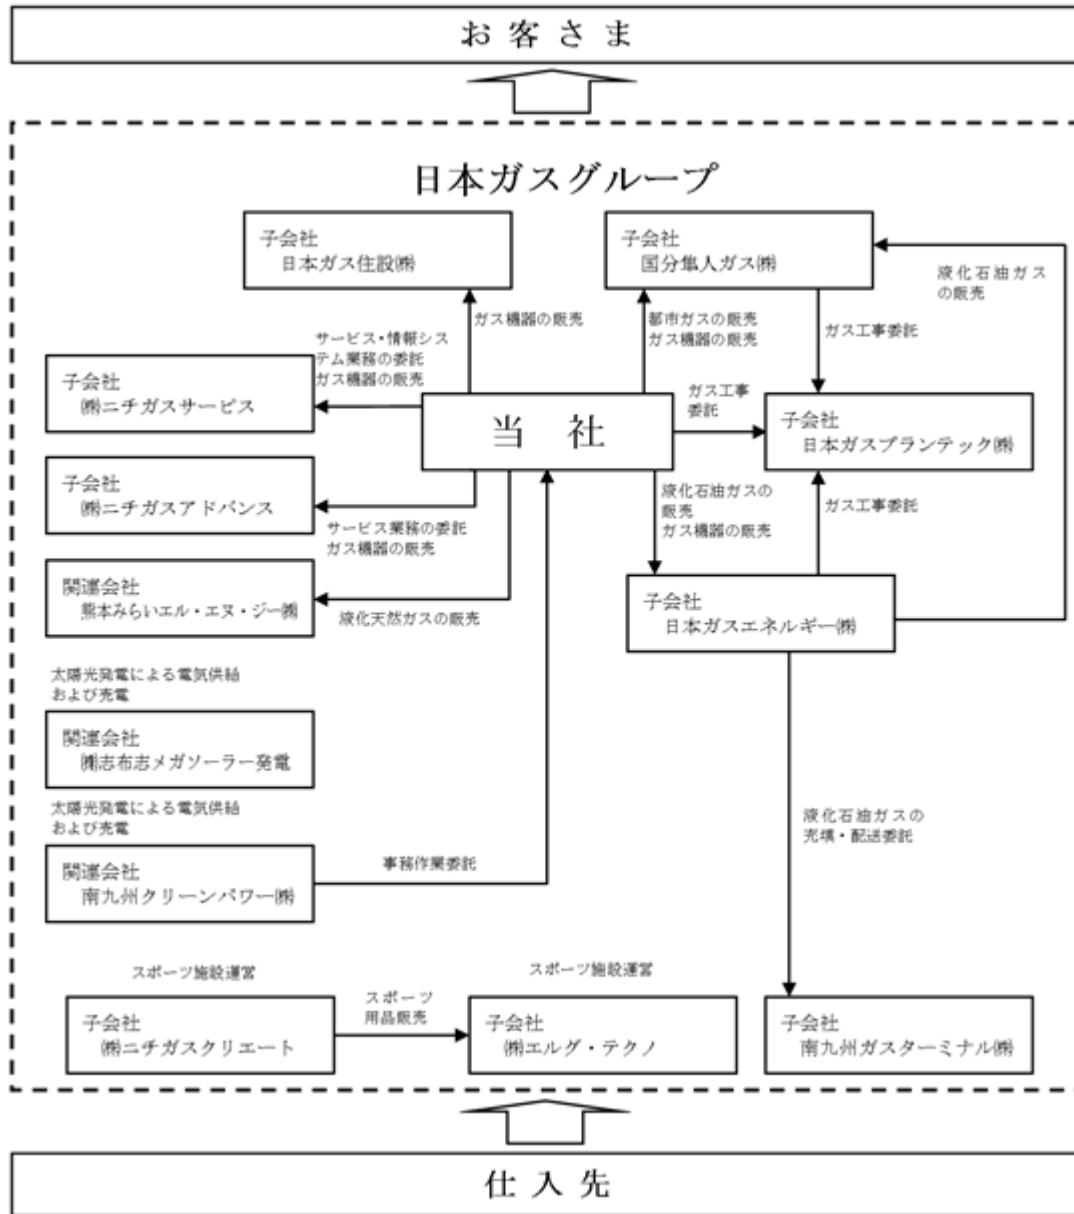 お客さま
日本ガスグループ
子会社
日本ガス住設㈱
子会社
国分隼人ガス㈱
液化石油ガス
の販売
ガス機器の販売
都市ガスの販売
ガス機器の販売
ガス工事委託
サービス・情報シス
テム業務の委託
ガス機器の販売
子会社
㈱ニチガスサービス
ガス工事
委託
当社
子会社
日本ガスプランテック㈱
子会社
㈱ニチガスアドバンス
サービス業務の委託
ガス機器の販売
液化石油ガスの
販売
ガス機器の販売
ガス工事委託
関連会社
熊本みらいエル・エヌ・ジー㈱
液化天然ガスの販売
子会社
日本ガスエネルギー㈱
太陽光発電による電気供給
および売電
関連会社
㈱志布志メガソーラー発電
太陽光発電による電気供給
および売電
関連会社
南九州クリーンパワー㈱
事務作業委託
液化石油ガスの
充填・配送委託
スポーツ施設運営
子会社
㈱ニチガスクリエート
スポーツ
用品販売
スポーツ施設運営
子会社
㈱エルグ・テクノ
子会社
南九州ガスターミナル㈱
仕入先